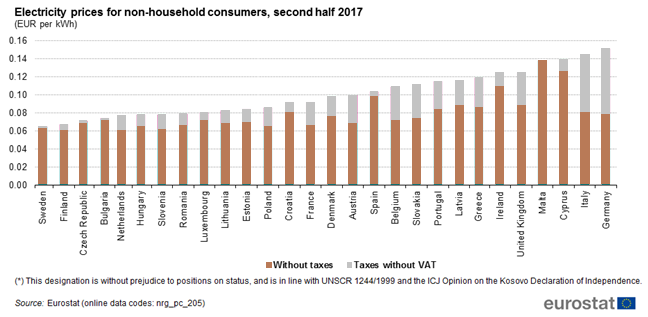 Electricity prices for non-household consumers, second half 2017
(EUR per kWh)
0.16
0.14
0.12
0.10
0.08
0.06
0.04
0.02
0.00
Sweden
Finland
Czech Republic
Bulgaria
Netherlands
Hungary
Slovenia
Romania
Luxembourg
Lithuania
Estonia
Poland
Croatia
France
Denmark
Austria
Spain
Belgium
Slovakia
Portugal
Latvia
Greece
Ireland
United Kingdom
Malta
Cyprus
Italy
Germany
Without taxes
Taxes without VAT
(*) This designation is without prejudice to positions on status, and is in line with UNSCR 1244/1999 and the ICJ Opinion on the Kosovo Declaration of Independence.
Source: Eurostat (online data codes: nrg_pc_205)
eurostat